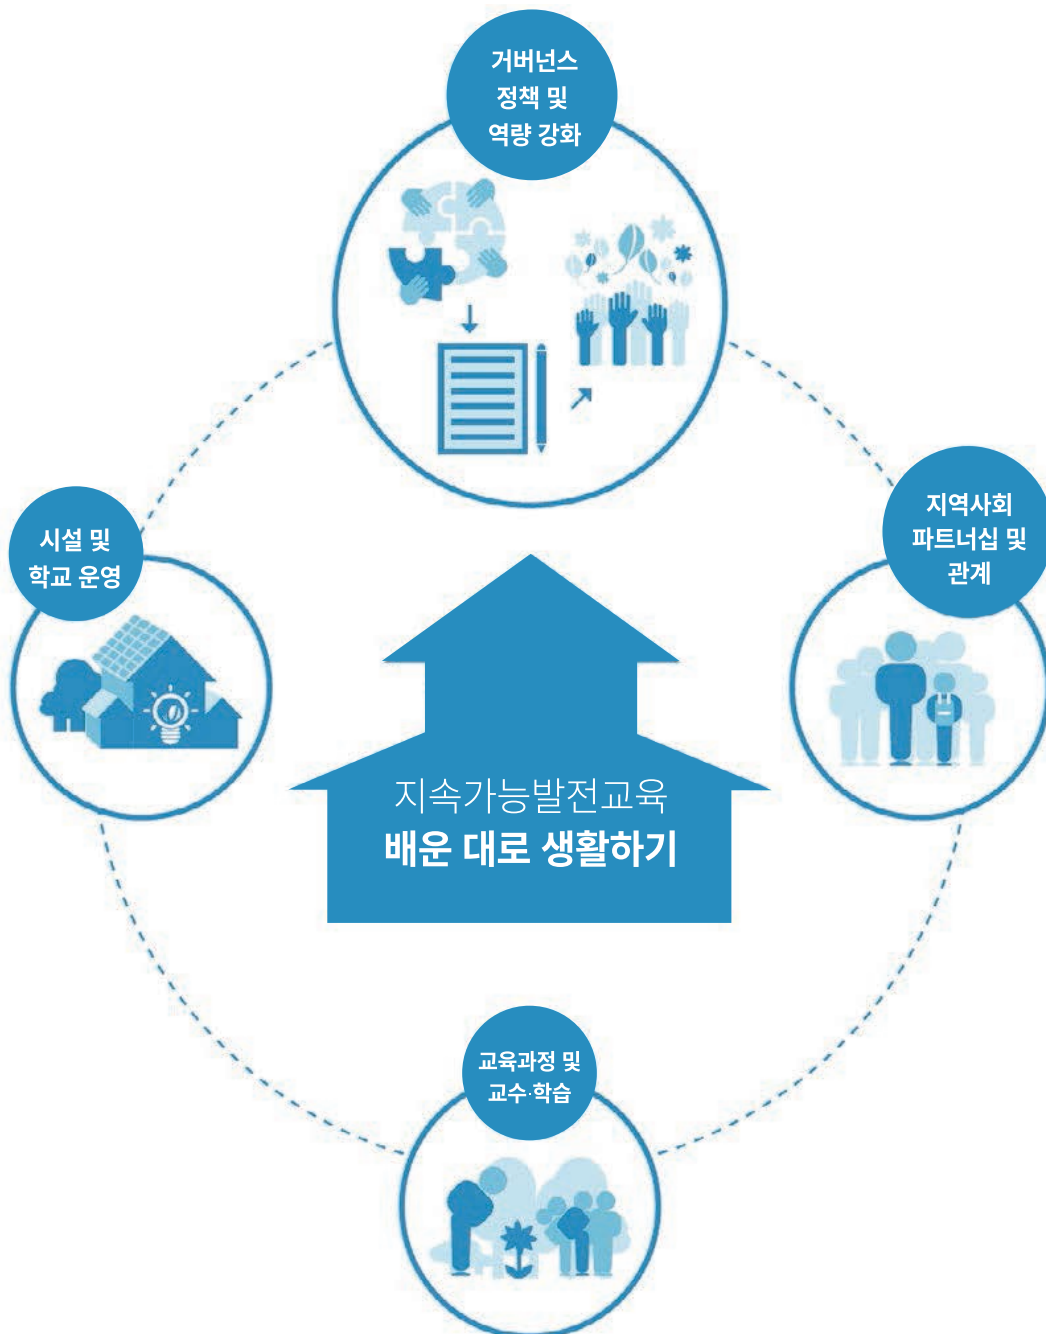 거버넌스
정책 및
역량 강화
시설 및
학교 운영
지역사회
파트너십 및
관계
지속가능발전교육
배운 대로 생활하기
교육과정 및
교수·학습